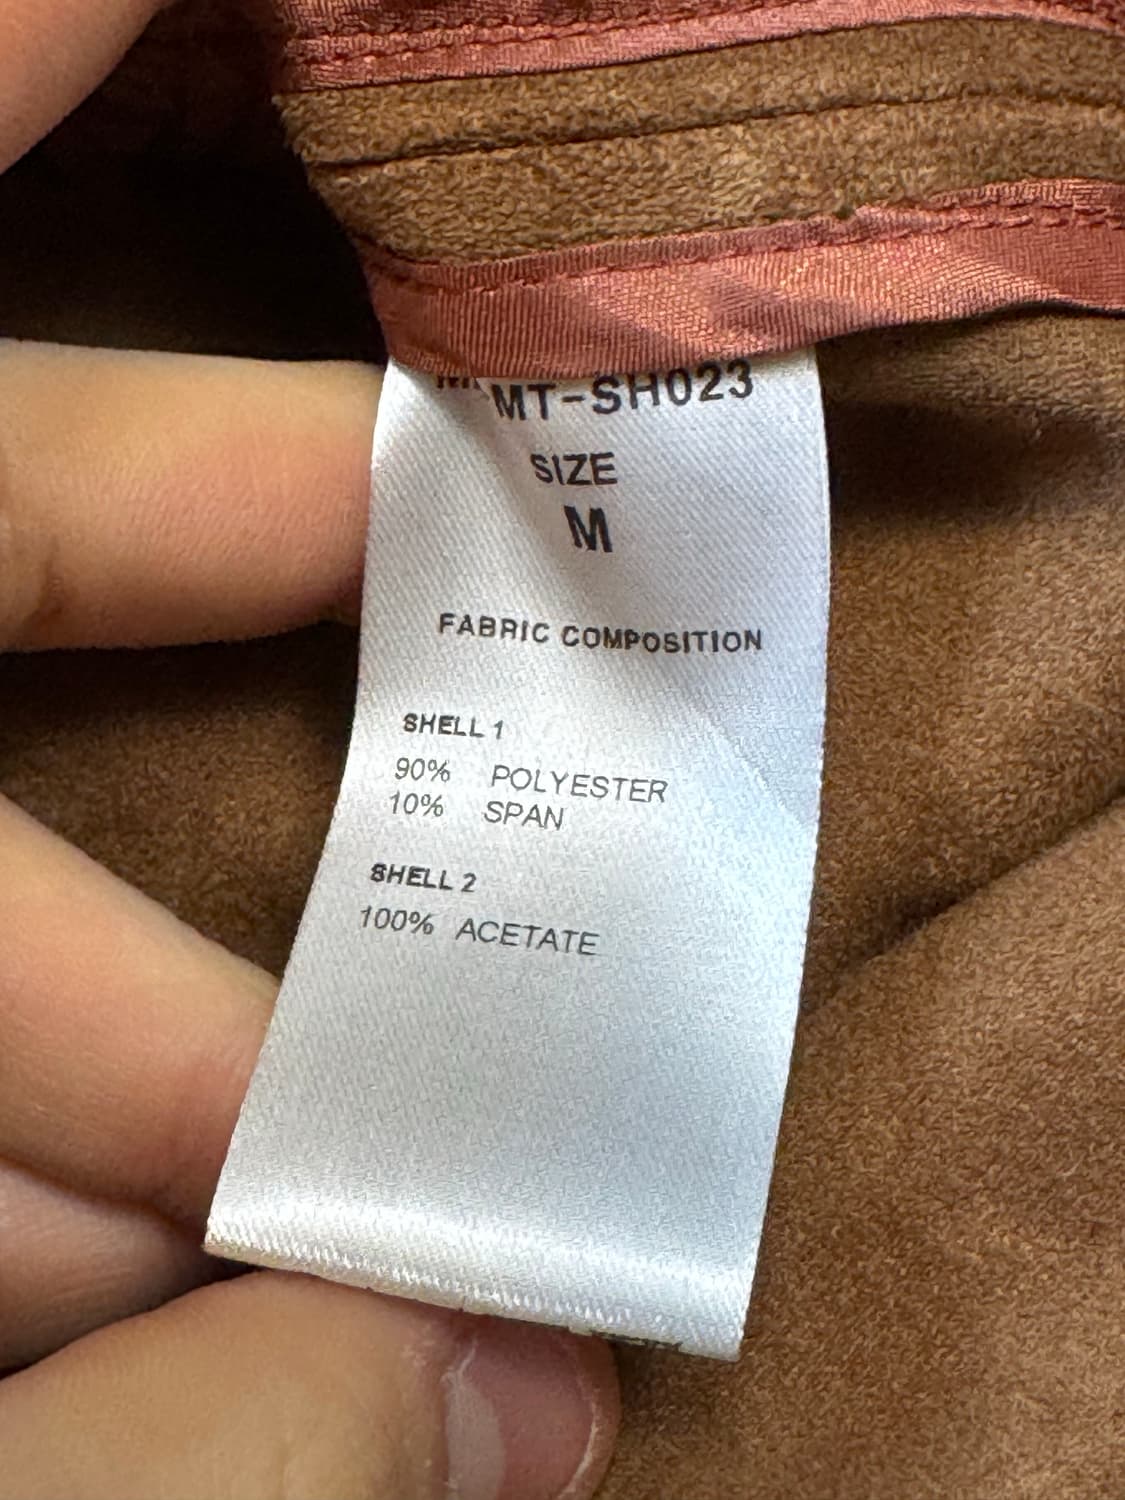 MT-SH023
SIZE
M
FABRIC COMPOSITION
SHELL 1
90% POLYESTER
10% SPAN
SHELL 2
100% ACETATE